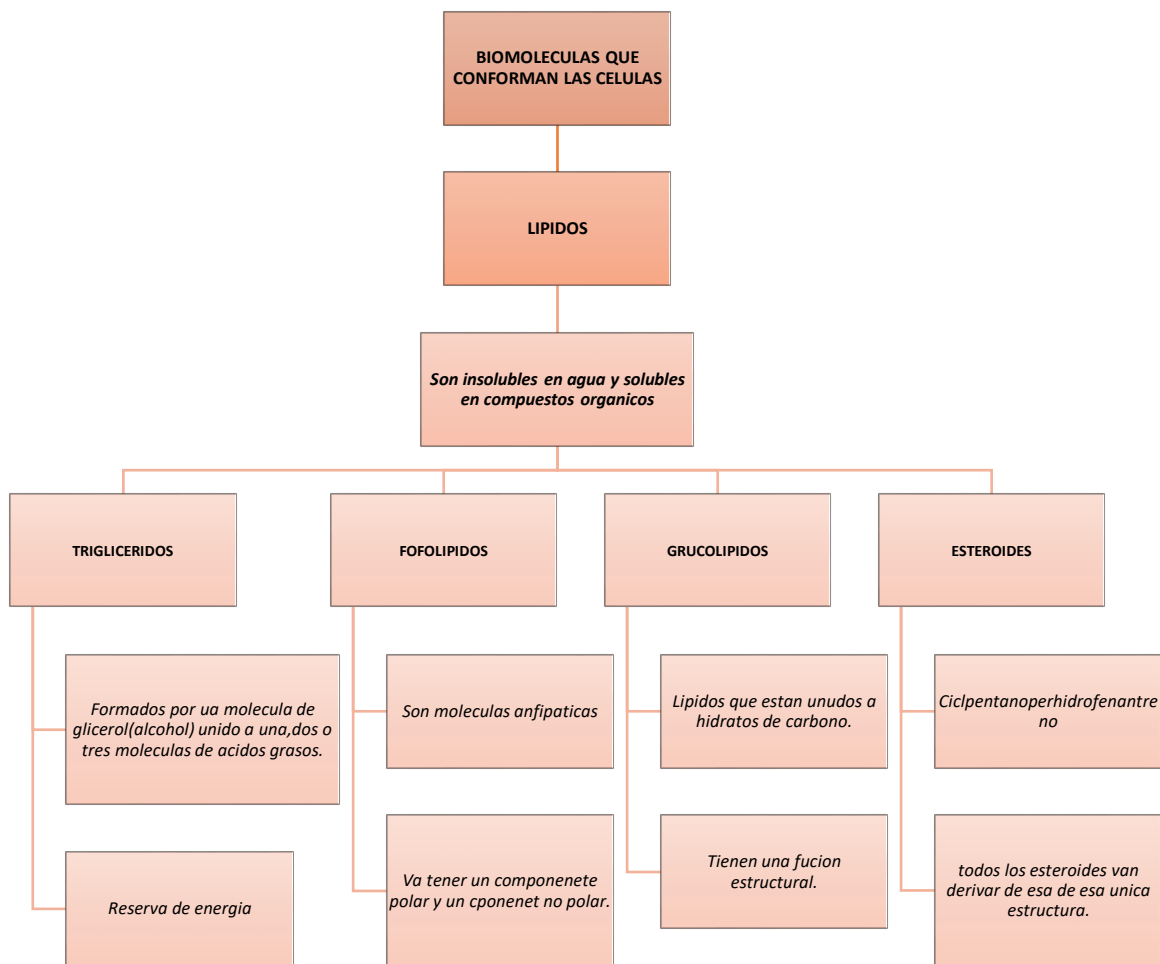 BIOMOLECULAS QUE
CONFORMAN LAS CELULAS
LIPIDOS
Son insolubles en agua y solubles
en compuestos organicos
TRIGLICERIDOS
Formados por ua molecula de
glicerol(alcohol) unido a una,dos o
tres moleculas de acidos grasos.
Reserva de energia
FOFOLIPIDOS
Son moleculas anfipaticas
Va tener un componenete
polar y un cponenet no polar.
GRUCOLIPIDOS
Lipidos que estan unudos a
hidratos de carbono.
Tienen una fucion
estructural.
ESTEROIDES
Ciclpentanoperhidrofenantre
no
todos los esteroides van
derivar de esa de esa unica
estructura.